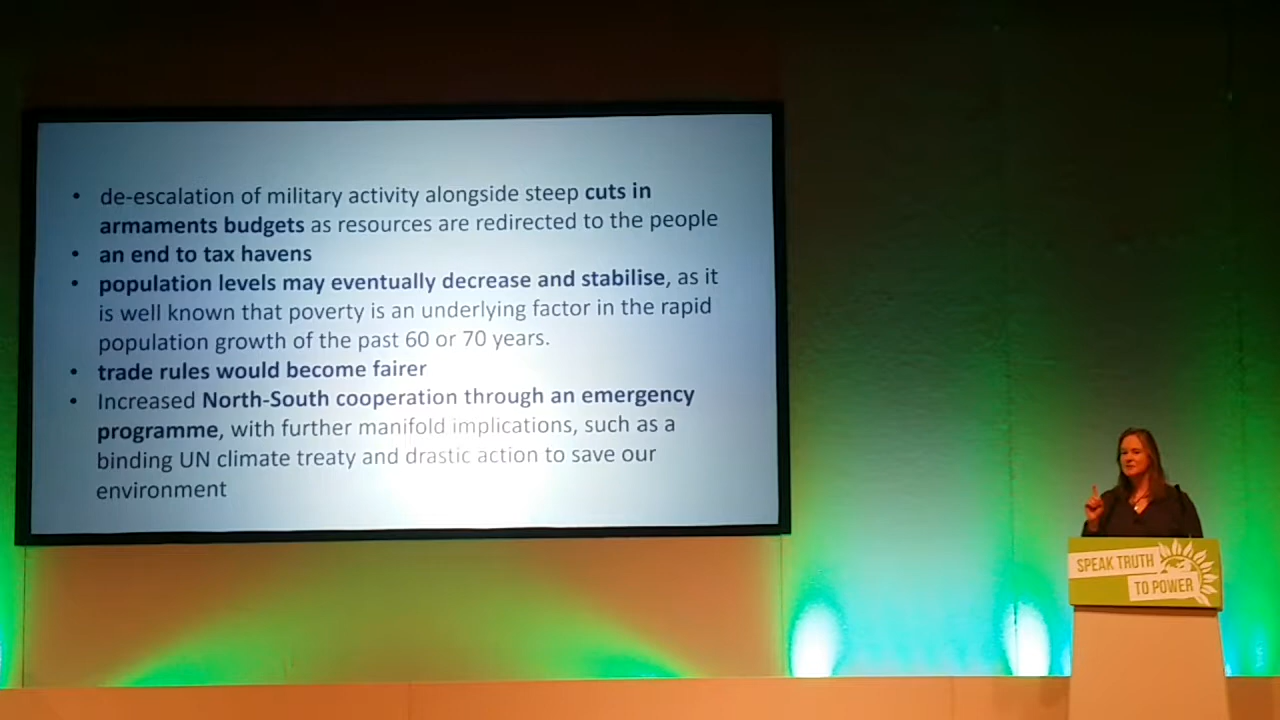 • de-escalation of military activity alongside steep cuts in
armaments budgets as resources are redirected to the people
• an end to tax havens
• population levels may eventually decrease and stabilise, as it
is well known that poverty is an underlying factor in the rapid
population growth of the past 60 or 70 years.
• trade rules would become fairer
• Increased North-South cooperation through an emergency
programme, with further manifold implications, such as a
binding UN climate treaty and drastic action to save our
environment
SPEAK TRUTH
TO POWER